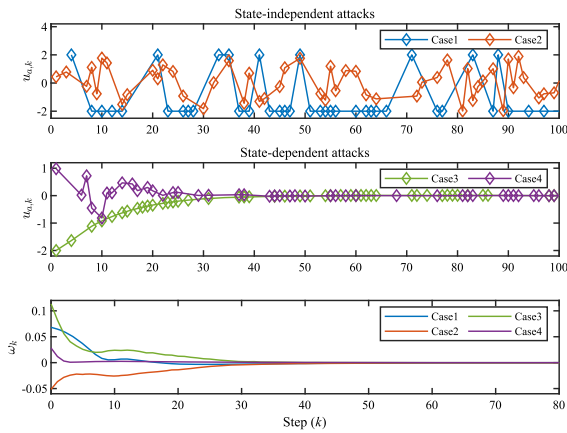 State-independent attacks
Case1 Case2
4
2
0
-2
u_{a,k}
0 10 20 30 40 50 60 70 80 90 100
State-dependent attacks
Case3 Case4
0
-1
-2
u_{a,k}
0 10 20 30 40 50 60 70 80 90 100
Case1 Case3
Case2 Case4
0.1
0.05
0
-0.05
ω_k
0 10 20 30 40 50 60 70 80
Step (k)